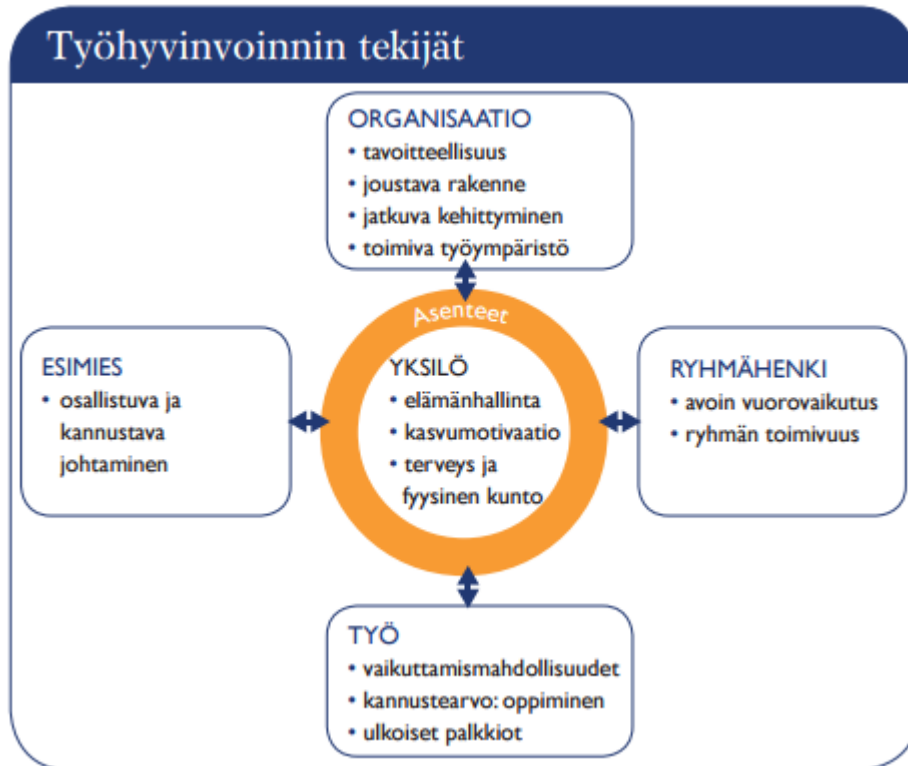 Työhyvinvoinnin tekijät
ORGANISAATIO
• tavoitteellisuus
• joustava rakenne
• jatkuva kehittyminen
• toimiva työympäristö
Asenteet
ESIMIES
• osallistuva ja
kannustava
johtaminen
YKSILÖ
• elämänhallinta
• kasvumotivaatio
• terveys ja
fyysinen kunto
RYHMÄHENKI
• avoin vuorovaikutus
• ryhmän toimivuus
TYÖ
• vaikuttamismahdollisuudet
• kannustearvo: oppiminen
• ulkoiset palkkiot